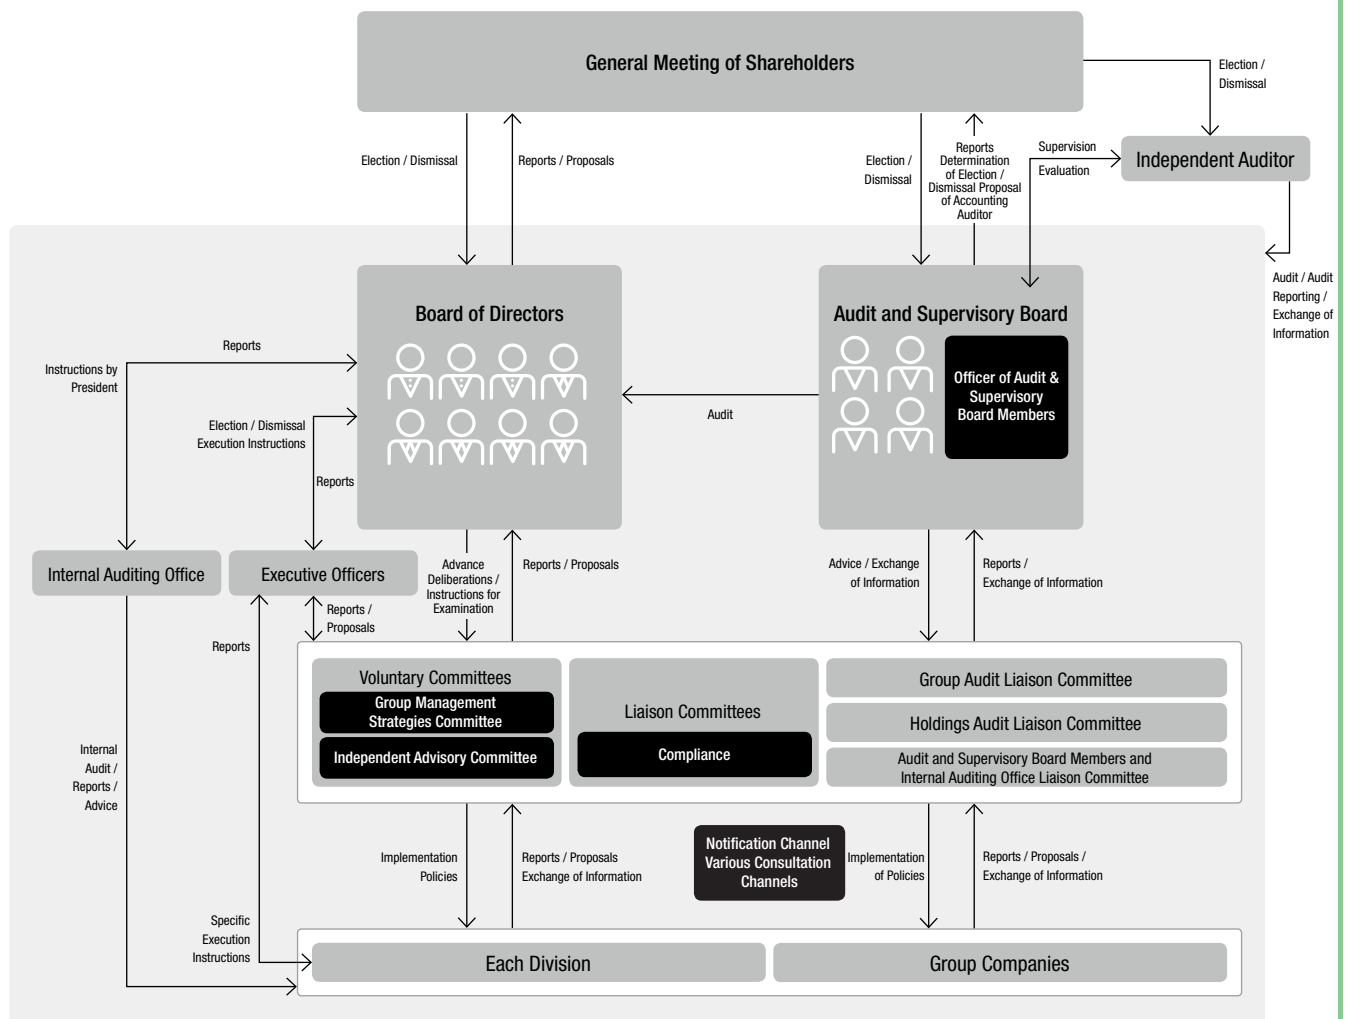 General Meeting of Shareholders
Election /
Dismissal
Independent Auditor
Election / Dismissal
Reports / Proposals
Election /
Dismissal
Reports
Determination
of Election /
Dismissal Proposal
of Accounting
Auditor
Supervision
Evaluation
Audit / Audit
Reporting /
Exchange of
Information
Board of Directors
Audit and Supervisory Board
Officer of Audit &
Supervisory
Board Members
Audit
Reports
Instructions by
President
Election / Dismissal
Execution Instructions
Reports
Internal Auditing Office
Executive Officers
Advance
Deliberations /
Instructions for
Examination
Reports / Proposals
Advice / Exchange
of Information
Reports /
Exchange of Information
Reports /
Proposals
Reports
Voluntary Committees
Group Management
Strategies Committee
Independent Advisory Committee
Liaison Committees
Compliance
Group Audit Liaison Committee
Holdings Audit Liaison Committee
Audit and Supervisory Board Members and
Internal Auditing Office Liaison Committee
Internal
Audit /
Reports /
Advice
Implementation
Policies
Reports / Proposals
Exchange of Information
Notification Channel
Various Consultation
Channels
Implementation
of Policies
Reports / Proposals /
Exchange of Information
Specific
Execution
Instructions
Each Division
Group Companies